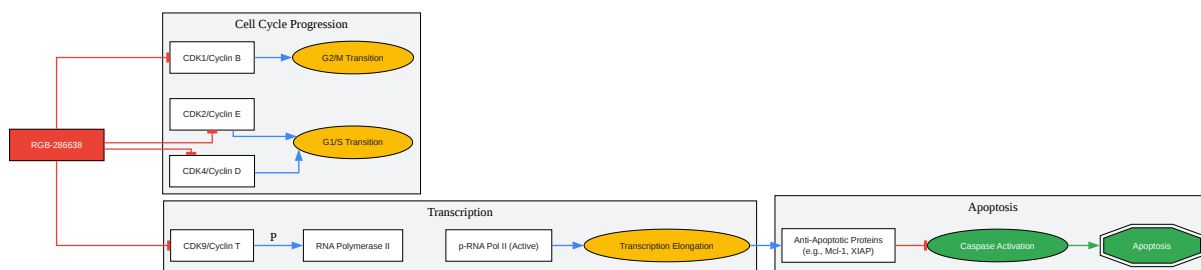 Cell Cycle Progression
CDK1/Cyclin B
G2/M Transition
CDK2/Cyclin E
RGB-286638
G1/S Transition
CDK4/Cyclin D
Transcription
Apoptosis
CDK9/Cyclin T
P
RNA Polymerase II
p-RNA Pol II (Active)
Transcription Elongation
Anti-Apoptotic Proteins
(e.g., Mcl-1, XIAP)
Caspase Activation
Apoptosis